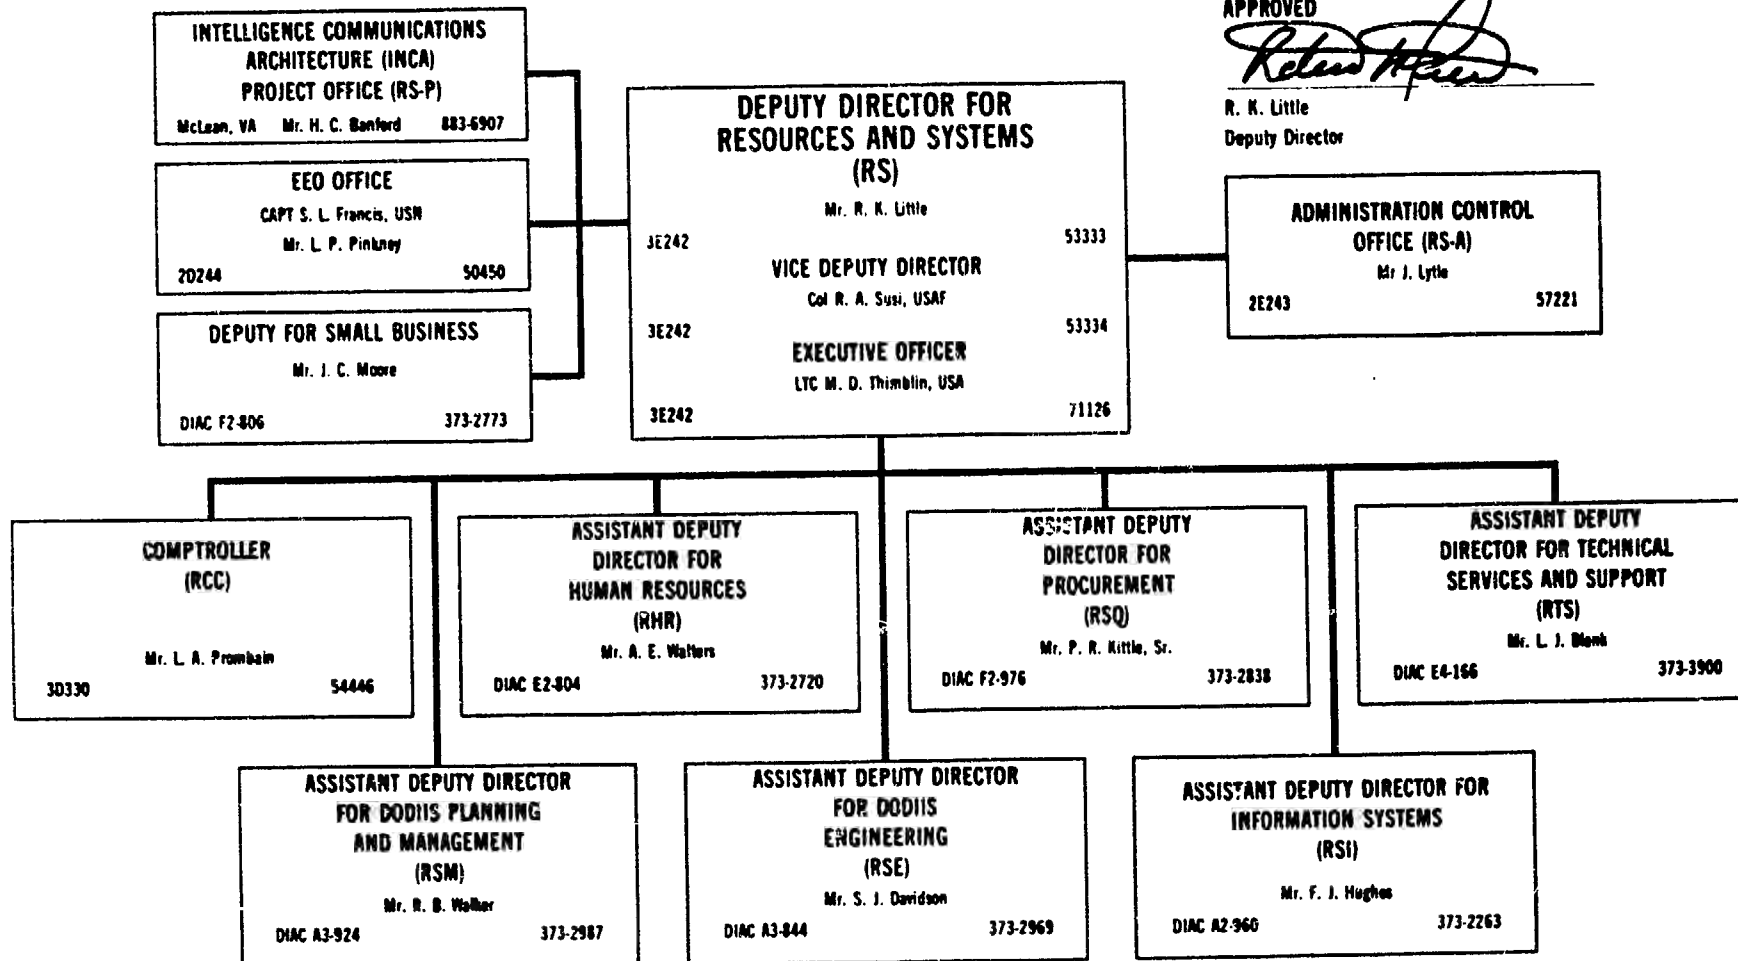 INTELLIGENCE COMMUNICATIONS
ARCHITECTURE (INCA)
PROJECT OFFICE (RS-P)
McLean, VA Mr. H. C. Banford 883-6907
EEO OFFICE
CAPT S. L. Francis, USN
Mr. L. P. Pinkney
2D244 50450
DEPUTY FOR SMALL BUSINESS
Mr. J. C. Moore
DIAC F2-806 373-2773
DEPUTY DIRECTOR FOR
RESOURCES AND SYSTEMS
(RS)
Mr. R. K. Little
3E242 53333
VICE DEPUTY DIRECTOR
Col R. A. Susi, USAF
3E242 53334
EXECUTIVE OFFICER
LTC M. D. Thimblin, USA
3E242 71126
APPROVED
R. K. Little
Deputy Director
ADMINISTRATION CONTROL
OFFICE (RS-A)
Mr J. Lytle
2E243 57221
COMPTROLLER
(RCC)
Mr. L. A. Prombain
3D330 54446
ASSISTANT DEPUTY
DIRECTOR FOR
HUMAN RESOURCES
(RHR)
Mr. A. E. Walters
DIAC E2-804 373-2720
ASSISTANT DEPUTY
DIRECTOR FOR
PROCUREMENT
(RSQ)
Mr. P. R. Kittle, Sr.
DIAC F2-976 373-2838
ASSISTANT DEPUTY
DIRECTOR FOR TECHNICAL
SERVICES AND SUPPORT
(RTS)
Mr. L. J. Blonk
DIAC E4-166 373-3900
ASSISTANT DEPUTY DIRECTOR
FOR DODIIS PLANNING
AND MANAGEMENT
(RSM)
Mr. R. B. Walker
DIAC A3-924 373-2987
ASSISTANT DEPUTY DIRECTOR
FOR DODIIS
ENGINEERING
(RSE)
Mr. S. J. Davidson
DIAC A3-844 373-2969
ASSISTANT DEPUTY DIRECTOR FOR
INFORMATION SYSTEMS
(RSI)
Mr. F. J. Hughes
DIAC A2-960 373-2263